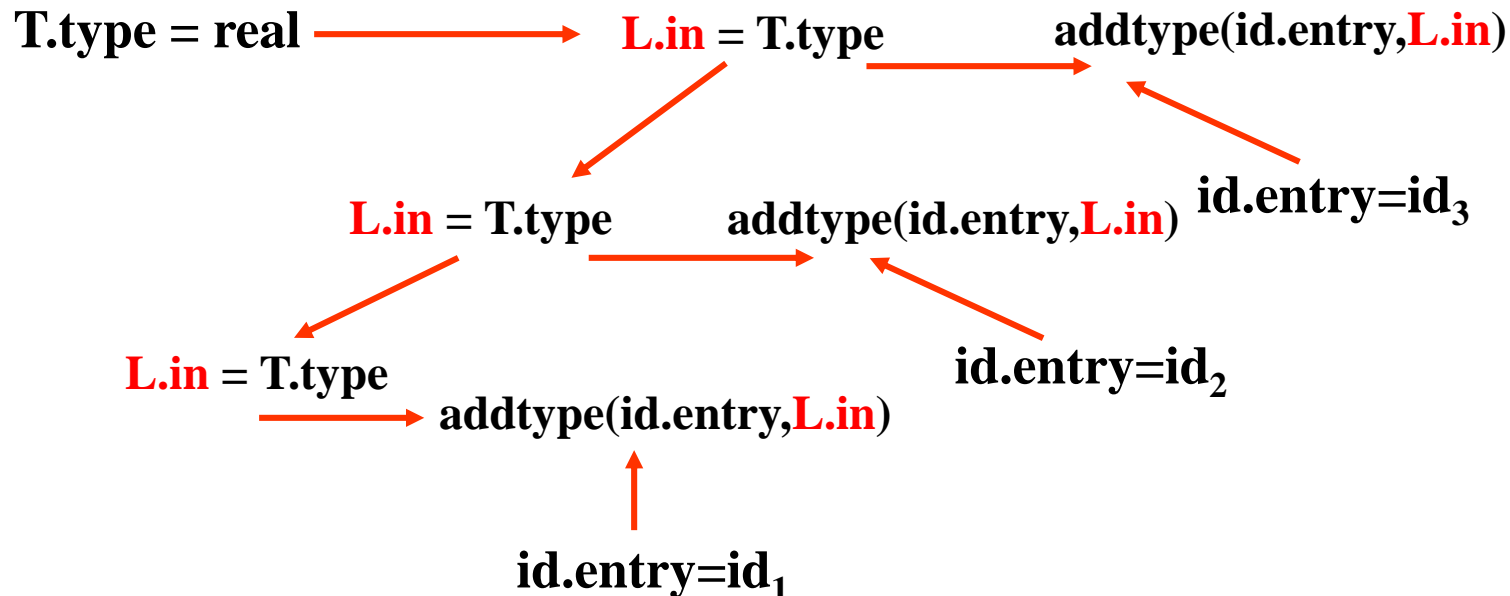 T.type = real
L.in = T.type
addtype(id.entry,L.in)
L.in = T.type
addtype(id.entry,L.in)
id.entry=id₃
L.in = T.type
addtype(id.entry,L.in)
id.entry=id₂
id.entry=id₁